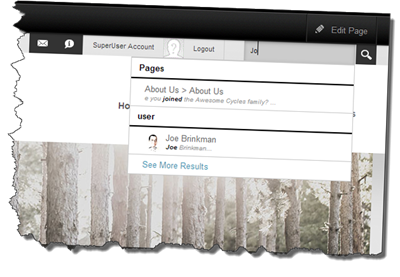 Edit Page
SuperUser Account
Logout
Jo
Pages
About Us > About Us
e you joined the Awesome Cycles family? ...
Ho
s
user
Joe Brinkman
Joe Brinkman...
See More Results